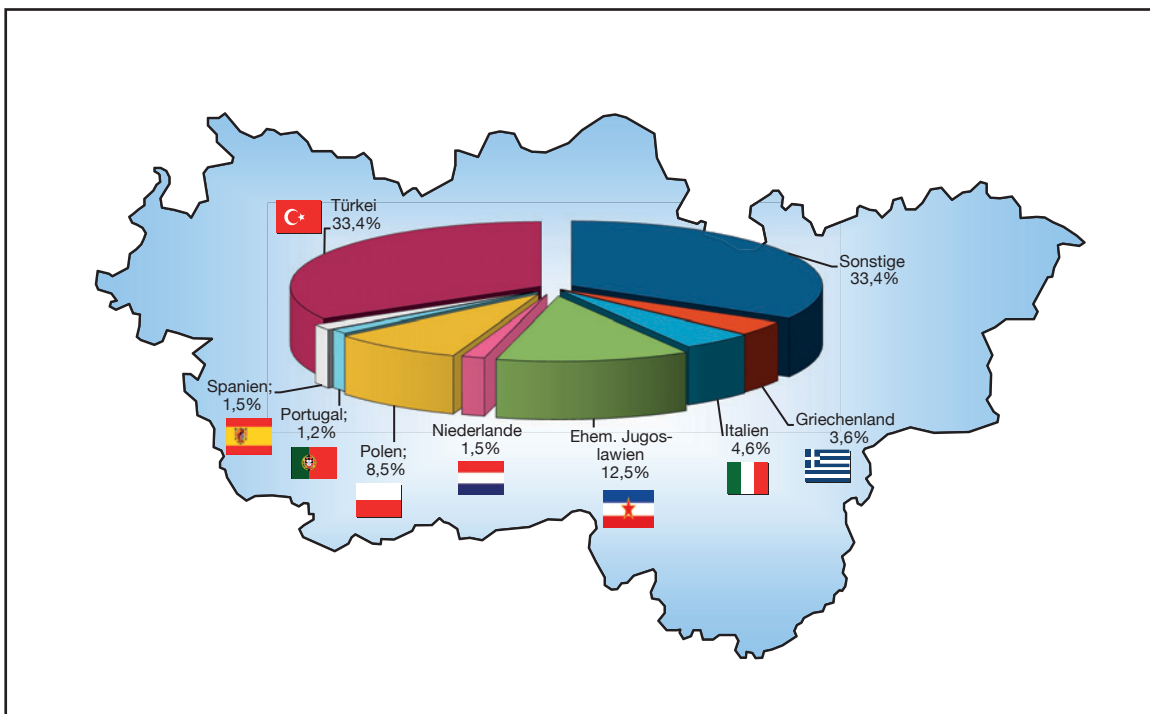 Türkei
33,4%
Sonstige
33,4%
Spanien;
1,5%
Portugal;
1,2%
Polen;
8,5%
Niederlande
1,5%
Ehem. Jugos-
lawien
12,5%
Italien
4,6%
Griechenland
3,6%